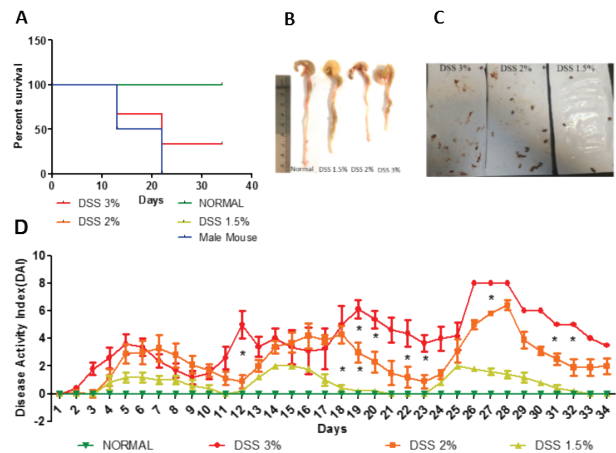 A
B
C
150
100
50
0
Percent survival
0 10 20 30 40
Days
DSS 3%
NORMAL
DSS 2%
DSS 1.5%
Male Mouse
Normal DSS 1.5% DSS 2% DSS 3%
DSS 3% DSS 2% DSS 1.5%
D
Disease Activity Index(DAI)
10
8
6
4
2
0
-2
* * * * * * * * * *
1 2 3 4 5 6 7 8 9 10 11 12 13 14 15 16 17 18 19 20 21 22 23 24 25 26 27 28 29 30 31 32 33 34
Days
NORMAL DSS 3% DSS 2% DSS 1.5%